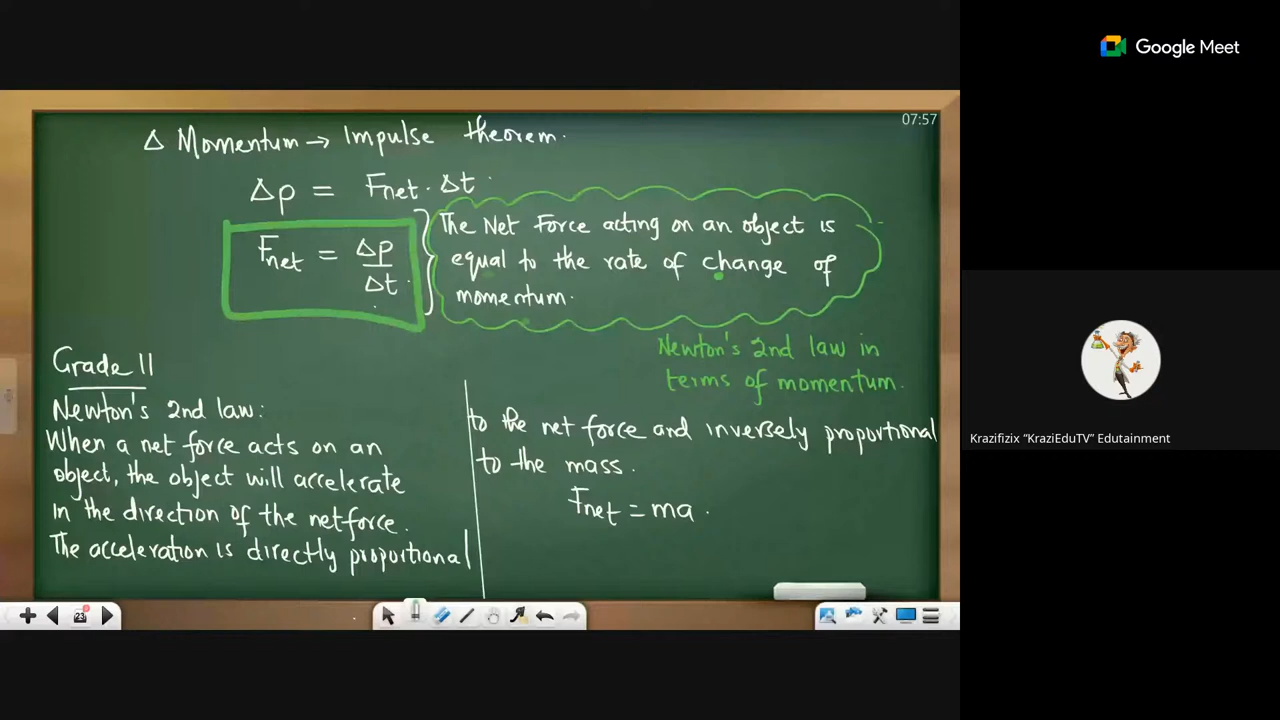 Google Meet
07:57
Δ Momentum → Impulse theorem.
Δp = Fnet · Δt
Fnet = Δp / Δt
The Net Force acting on an object is
equal to the rate of change of
momentum.
Newton's 2nd law in
terms of momentum.
Grade 11
Newton's 2nd law:
When a net force acts on an
object, the object will accelerate
in the direction of the net force.
The acceleration is directly proportional
to the net force and inversely proportional
to the mass.
Fnet = ma.
Krazifizix “KraziEduTV” Edutainment
23